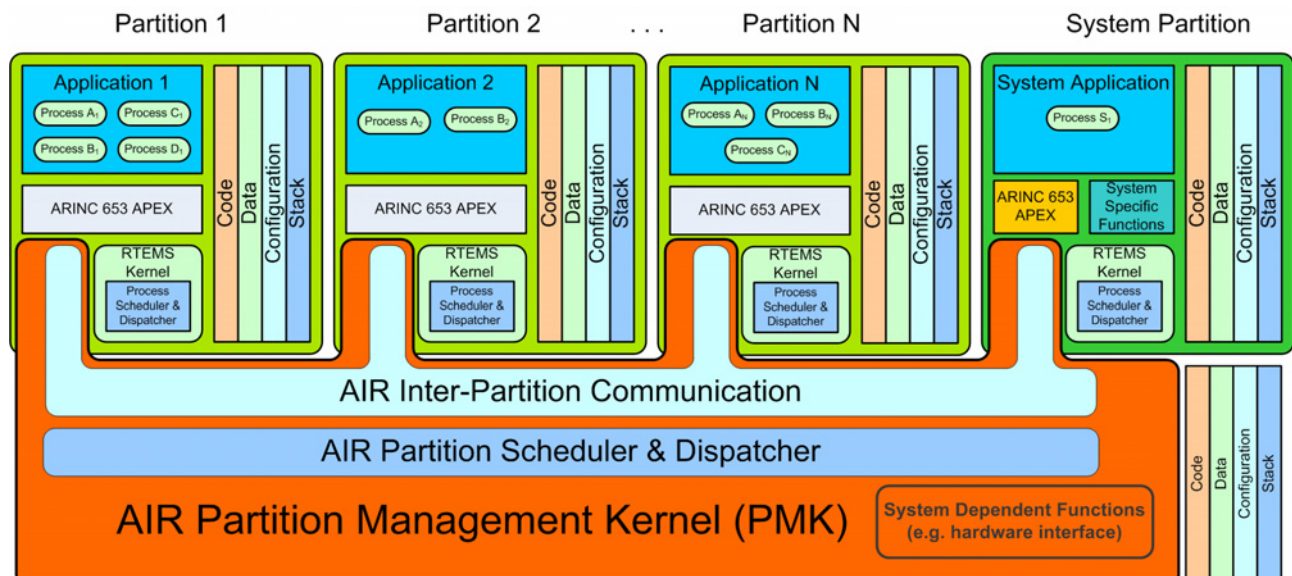 Partition 1
Partition 2
. . .
Partition N
System Partition
Application 1
Process A1
Process C1
Process B1
Process D1
ARINC 653 APEX
RTEMS
Kernel
Process
Scheduler &
Dispatcher
Code
Data
Configuration
Stack
Application 2
Process A2
Process B2
ARINC 653 APEX
RTEMS
Kernel
Process
Scheduler &
Dispatcher
Code
Data
Configuration
Stack
Application N
Process AN
Process BN
Process CN
ARINC 653 APEX
RTEMS
Kernel
Process
Scheduler &
Dispatcher
Code
Data
Configuration
Stack
System Application
Process S1
ARINC 653
APEX
System
Specific
Functions
RTEMS
Kernel
Process
Scheduler &
Dispatcher
Code
Data
Configuration
Stack
AIR Inter-Partition Communication
AIR Partition Scheduler & Dispatcher
AIR Partition Management Kernel (PMK)
System Dependent Functions
(e.g. hardware interface)
Code
Data
Configuration
Stack